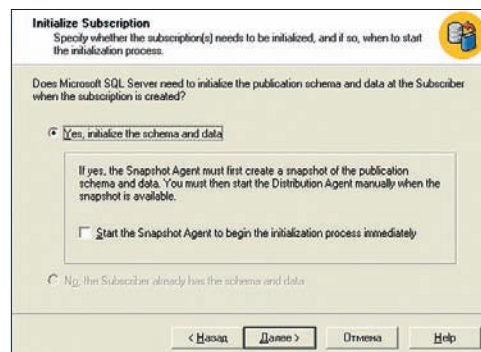 Initialize Subscription
Specify whether the subscription(s) needs to be initialized, and if so, when to start
the initialization process.
Does Microsoft SQL Server need to initialize the publication schema and data at the Subscriber
when the subscription is created?
Yes, initialize the schema and data
If yes, the Snapshot Agent must first create a snapshot of the publication
schema and data. You must then start the Distribution Agent manually when the
snapshot is available.
Start the Snapshot Agent to begin the initialization process immediately
No, the Subscriber already has the schema and data
< Назад
Далее >
Отмена
Help